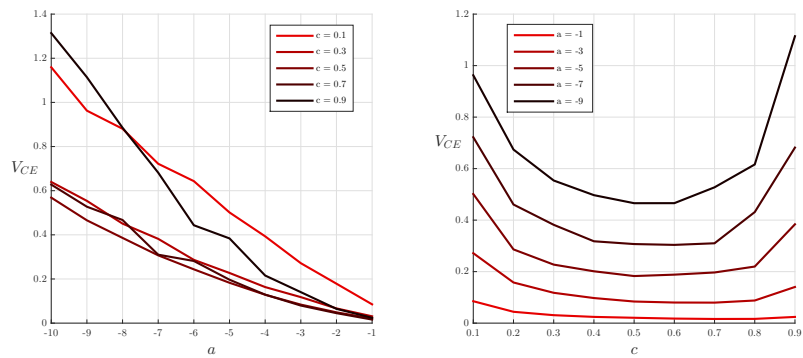 1.4
1.2
1
0.8
0.6
0.4
0.2
0
V_CE
-10 -9 -8 -7 -6 -5 -4 -3 -2 -1
a
c = 0.1
c = 0.3
c = 0.5
c = 0.7
c = 0.9
1.2
1
0.8
0.6
0.4
0.2
0
V_CE
0.1 0.2 0.3 0.4 0.5 0.6 0.7 0.8 0.9
c
a = -1
a = -3
a = -5
a = -7
a = -9